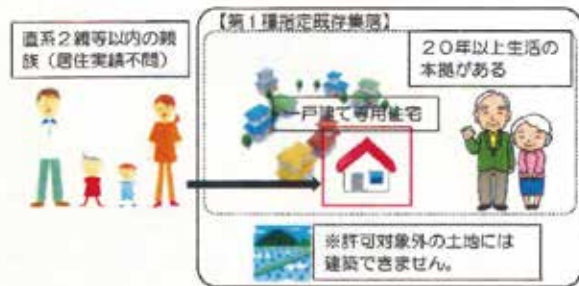 【第1種指定既存集落】
直系2親等以内の親
族（居住実績不問）
20年以上生活の
本拠がある
一戸建て専用住宅
※許可対象外の土地には
建築できません。